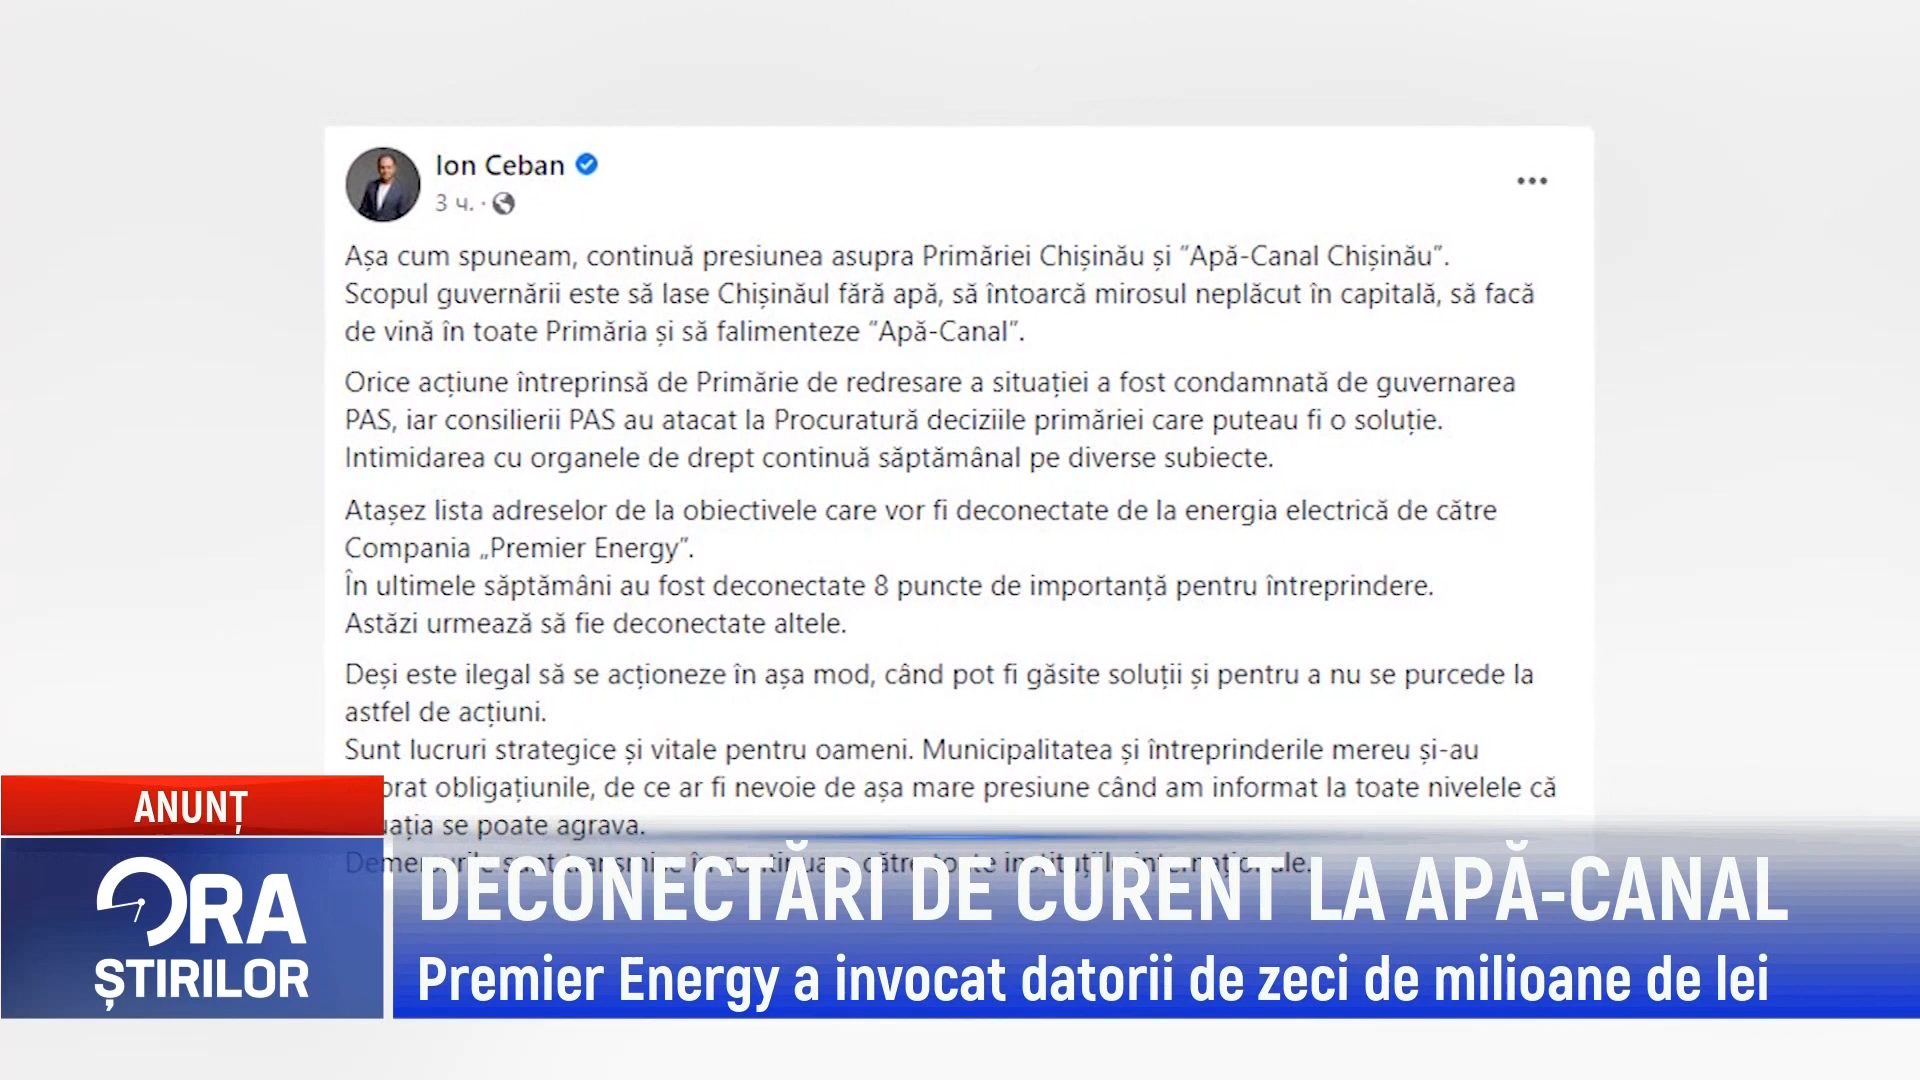 Ion Ceban
3 ч. ·
Așa cum spuneam, continuă presiunea asupra Primăriei Chișinău și ”Apă-Canal Chișinău”.
Scopul guvernării este să lase Chișinăul fără apă, să întoarcă mirosul neplăcut în capitală, să facă
de vină în toate Primăria și să falimenteze ”Apă-Canal”.
Orice acțiune întreprinsă de Primărie de redresare a situației a fost condamnată de guvernarea
PAS, iar consilierii PAS au atacat la Procuratură deciziile primăriei care puteau fi o soluție.
Intimidarea cu organele de drept continuă săptămânal pe diverse subiecte.
Atașez lista adreselor de la obiectivele care vor fi deconectate de la energia electrică de către
Compania „Premier Energy”.
În ultimele săptămâni au fost deconectate 8 puncte de importanță pentru întreprindere.
Astăzi urmează să fie deconectate altele.
Deși este ilegal să se acționeze în așa mod, când pot fi găsite soluții și pentru a nu se purcede la
astfel de acțiuni.
Sunt lucruri strategice și vitale pentru oameni. Municipalitatea și întreprinderile mereu și-au
obligațiunile, de ce ar fi nevoie de așa mare presiune când am informat la toate nivelele că
se poate agrava.
către toate instituțiile internaționale.
ANUNȚ
ORA
ȘTIRILOR
DECONECTĂRI DE CURENT LA APĂ-CANAL
Premier Energy a invocat datorii de zeci de milioane de lei